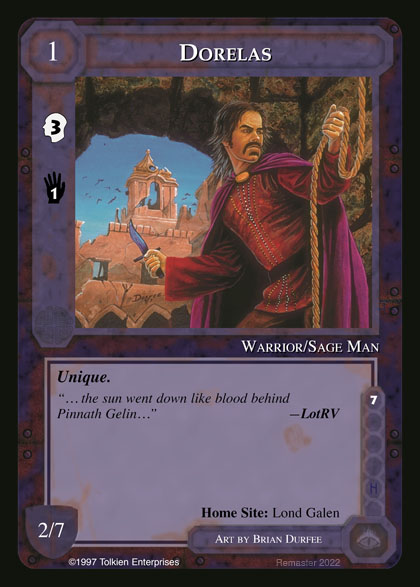 1
DORELAS
3
1
WARRIOR/SAGE MAN
Unique.
“… the sun went down like blood behind
Pinnath Gelin…” –LotRV
7
H
Home Site: Lond Galen
2/7
ART BY BRIAN DURFEE
©1997 Tolkien Enterprises
Remaster 2022